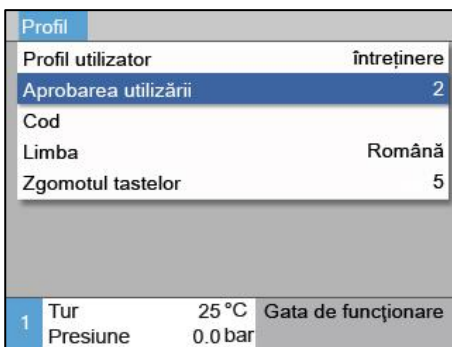 Profil
Profil utilizator întreținere
Aprobarea utilizării 2
Cod
Limba Română
Zgomotul tastelor 5
1 Tur 25 °C Gata de funcţionare
Presiune 0.0 bar